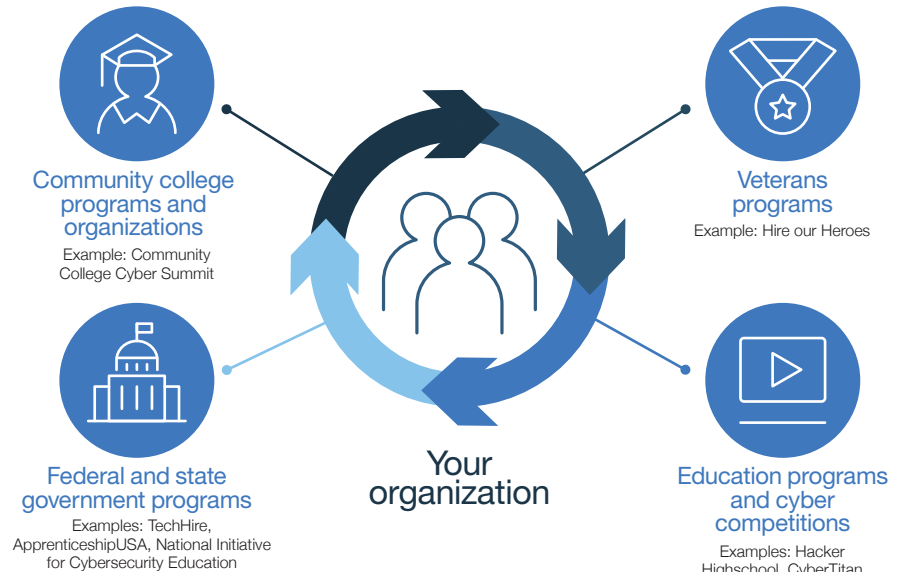 Community college
programs and
organizations
Example: Community
College Cyber Summit
Veterans
programs
Example: Hire our Heroes
Federal and state
government programs
Examples: TechHire,
ApprenticeshipUSA, National Initiative
for Cybersecurity Education
Your
organization
Education programs
and cyber
competitions
Examples: Hacker
Highschool, CyberTitan